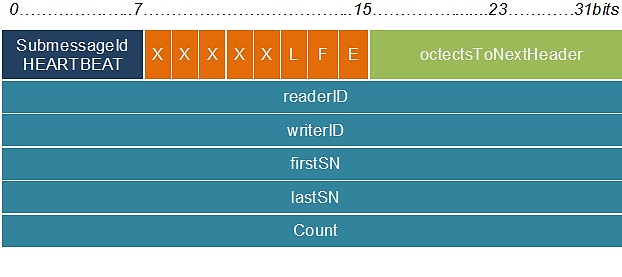 0.......................7.............................................15.........................23.............31bits
SubmessageId
HEARTBEAT
X X X X X L F E
octectsToNextHeader
readerID
writerID
firstSN
lastSN
Count